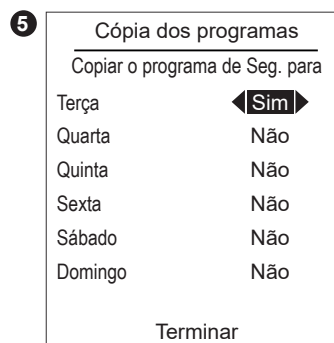 5
Cópia dos programas
Copiar o programa de Seg. para
Terça Sim
Quarta Não
Quinta Não
Sexta Não
Sábado Não
Domingo Não
Terminar